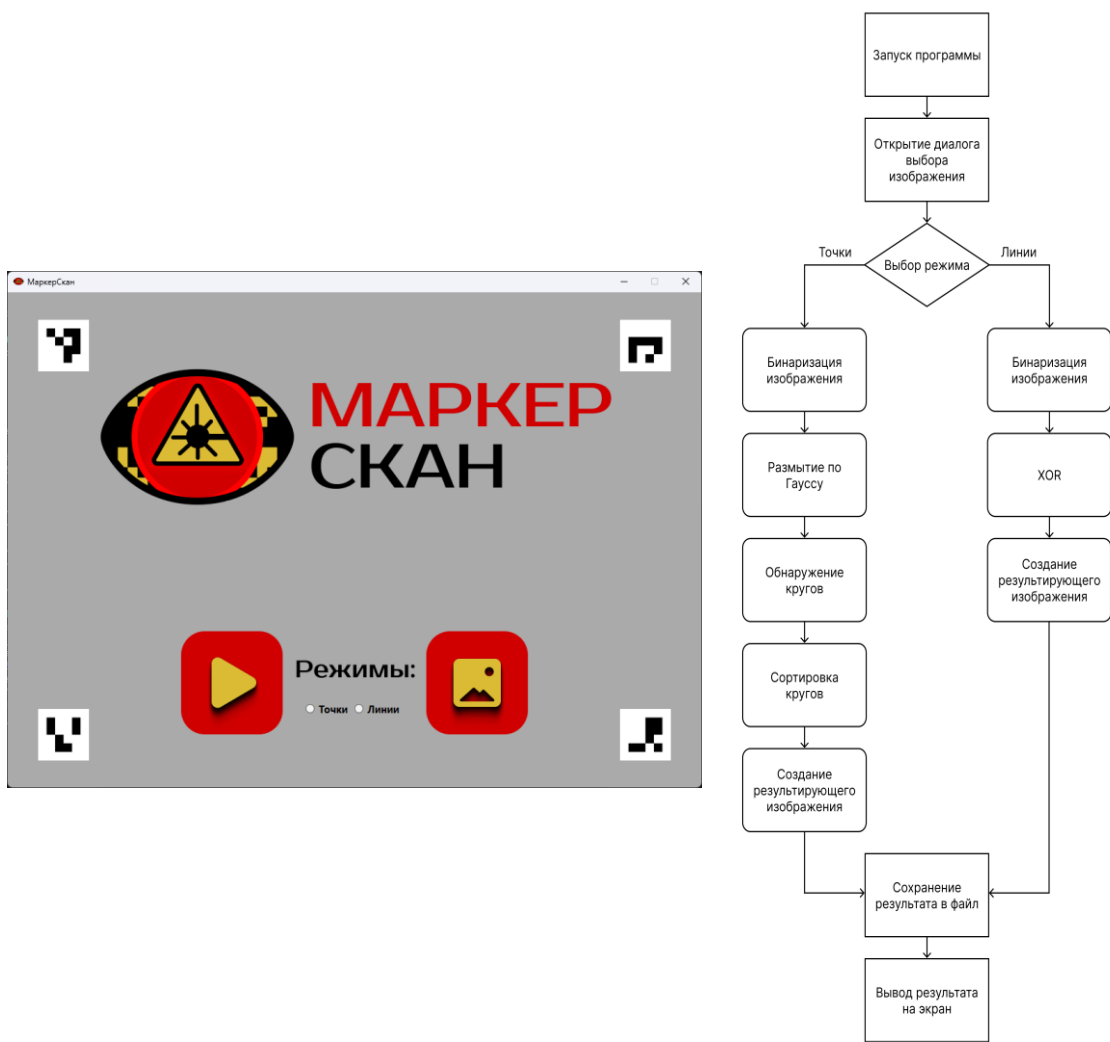 МаркерСкан
МАРКЕР
СКАН
Режимы:
Точки Линии
Запуск программы
Открытие диалога
выбора
изображения
Точки
Выбор режима
Линии
Бинаризация
изображения
Размытие по
Гауссу
Обнаружение
кругов
Сортировка
кругов
Создание
результирующего
изображения
Бинаризация
изображения
XOR
Создание
результирующего
изображения
Сохранение
результата в файл
Вывод результата
на экран